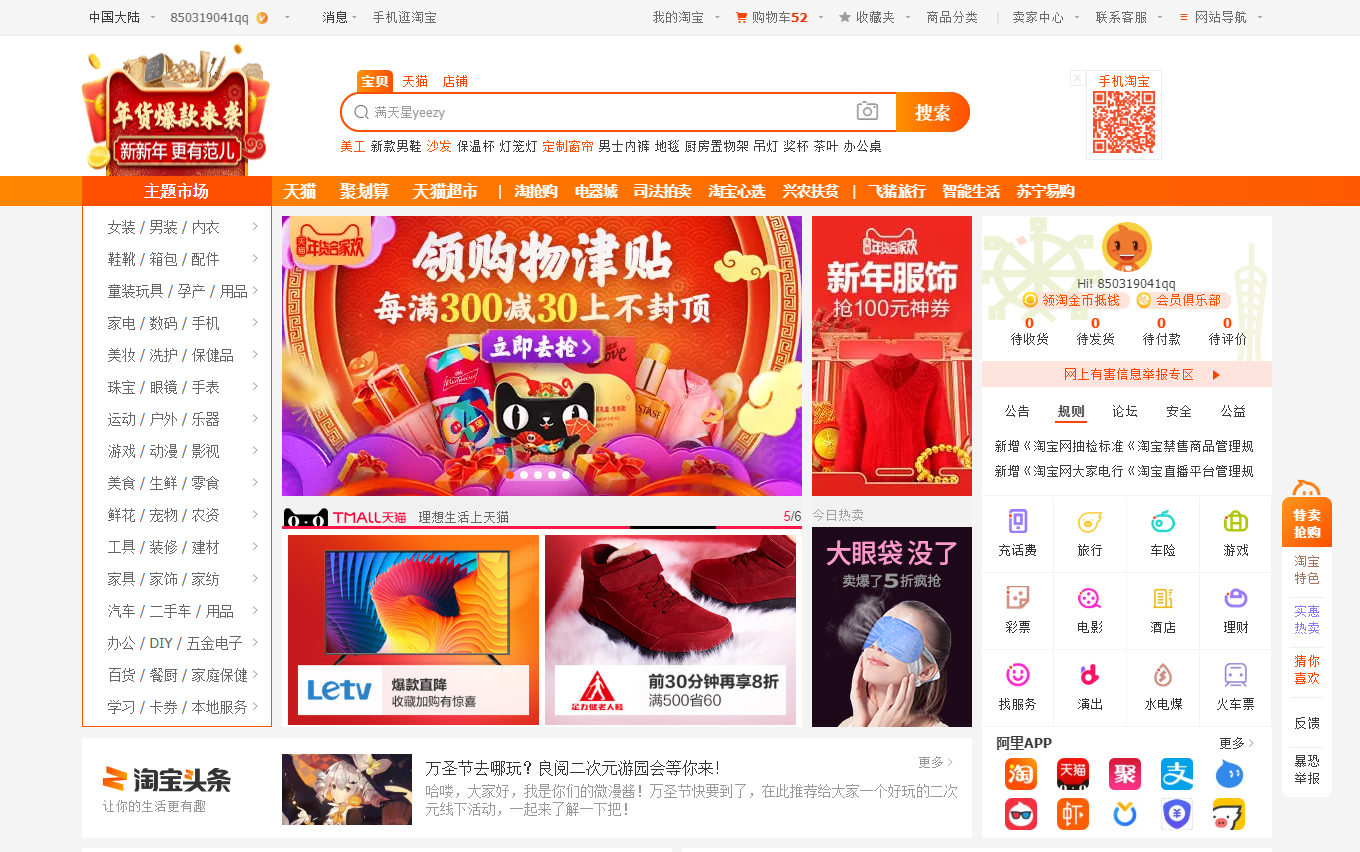 中国大陆 850319041qq 消息 手机逛淘宝 我的淘宝 购物车52 收藏夹 商品分类 卖家中心 联系客服 网站导航
年货爆款来袭
新新年 更有范儿
宝贝 天猫 店铺
满天星yeezy
搜索
美工 新款男鞋 沙发 保温杯 灯笼灯 定制窗帘 男士内裤 地毯 厨房置物架 吊灯 奖杯 茶叶 办公桌
手机淘宝
主题市场 天猫 聚划算 天猫超市 | 淘抢购 电器城 司法拍卖 淘宝心选 兴农扶贫 | 飞猪旅行 智能生活 苏宁易购
女装 / 男装 / 内衣
鞋靴 / 箱包 / 配件
童装玩具 / 孕产 / 用品
家电 / 数码 / 手机
美妆 / 洗护 / 保健品
珠宝 / 眼镜 / 手表
运动 / 户外 / 乐器
游戏 / 动漫 / 影视
美食 / 生鲜 / 零食
鲜花 / 宠物 / 农资
工具 / 装修 / 建材
家具 / 家饰 / 家纺
汽车 / 二手车 / 用品
办公 / DIY / 五金电子
百货 / 餐厨 / 家庭保健
学习 / 卡券 / 本地服务
天猫 年货合家欢
领购物津贴
每满300减30上不封顶
立即去抢
年货合家欢
新年服饰
抢100元神券
TMALL天猫 理想生活上天猫 5/6
Letv
爆款直降
收藏加购有惊喜
足力健老人鞋
前30分钟再享8折
满500省60
今日热卖
大眼袋 没了
卖爆了5折疯抢
Hi! 850319041qq
领淘金币抵钱 会员俱乐部
0 0 0 0
待收货 待发货 待付款 待评价
网上有害信息举报专区
公告 规则 论坛 安全 公益
新增《淘宝网抽检标准《淘宝禁售商品管理规
新增《淘宝网大家电行《淘宝直播平台管理规
充话费 旅行 车险 游戏
彩票 电影 酒店 理财
找服务 演出 水电煤 火车票
阿里APP 更多
淘 天猫 聚 支
虾
淘宝头条
让你的生活更有趣
万圣节去哪玩？良阅二次元游园会等你来！
更多
哈喽，大家好，我是你们的微漫酱！万圣节快要到了，在此推荐给大家一个好玩的二次
元线下活动，一起来了解一下把！
特卖
抢购
淘宝
特色
实惠
热卖
猜你
喜欢
反馈
暴恐
举报